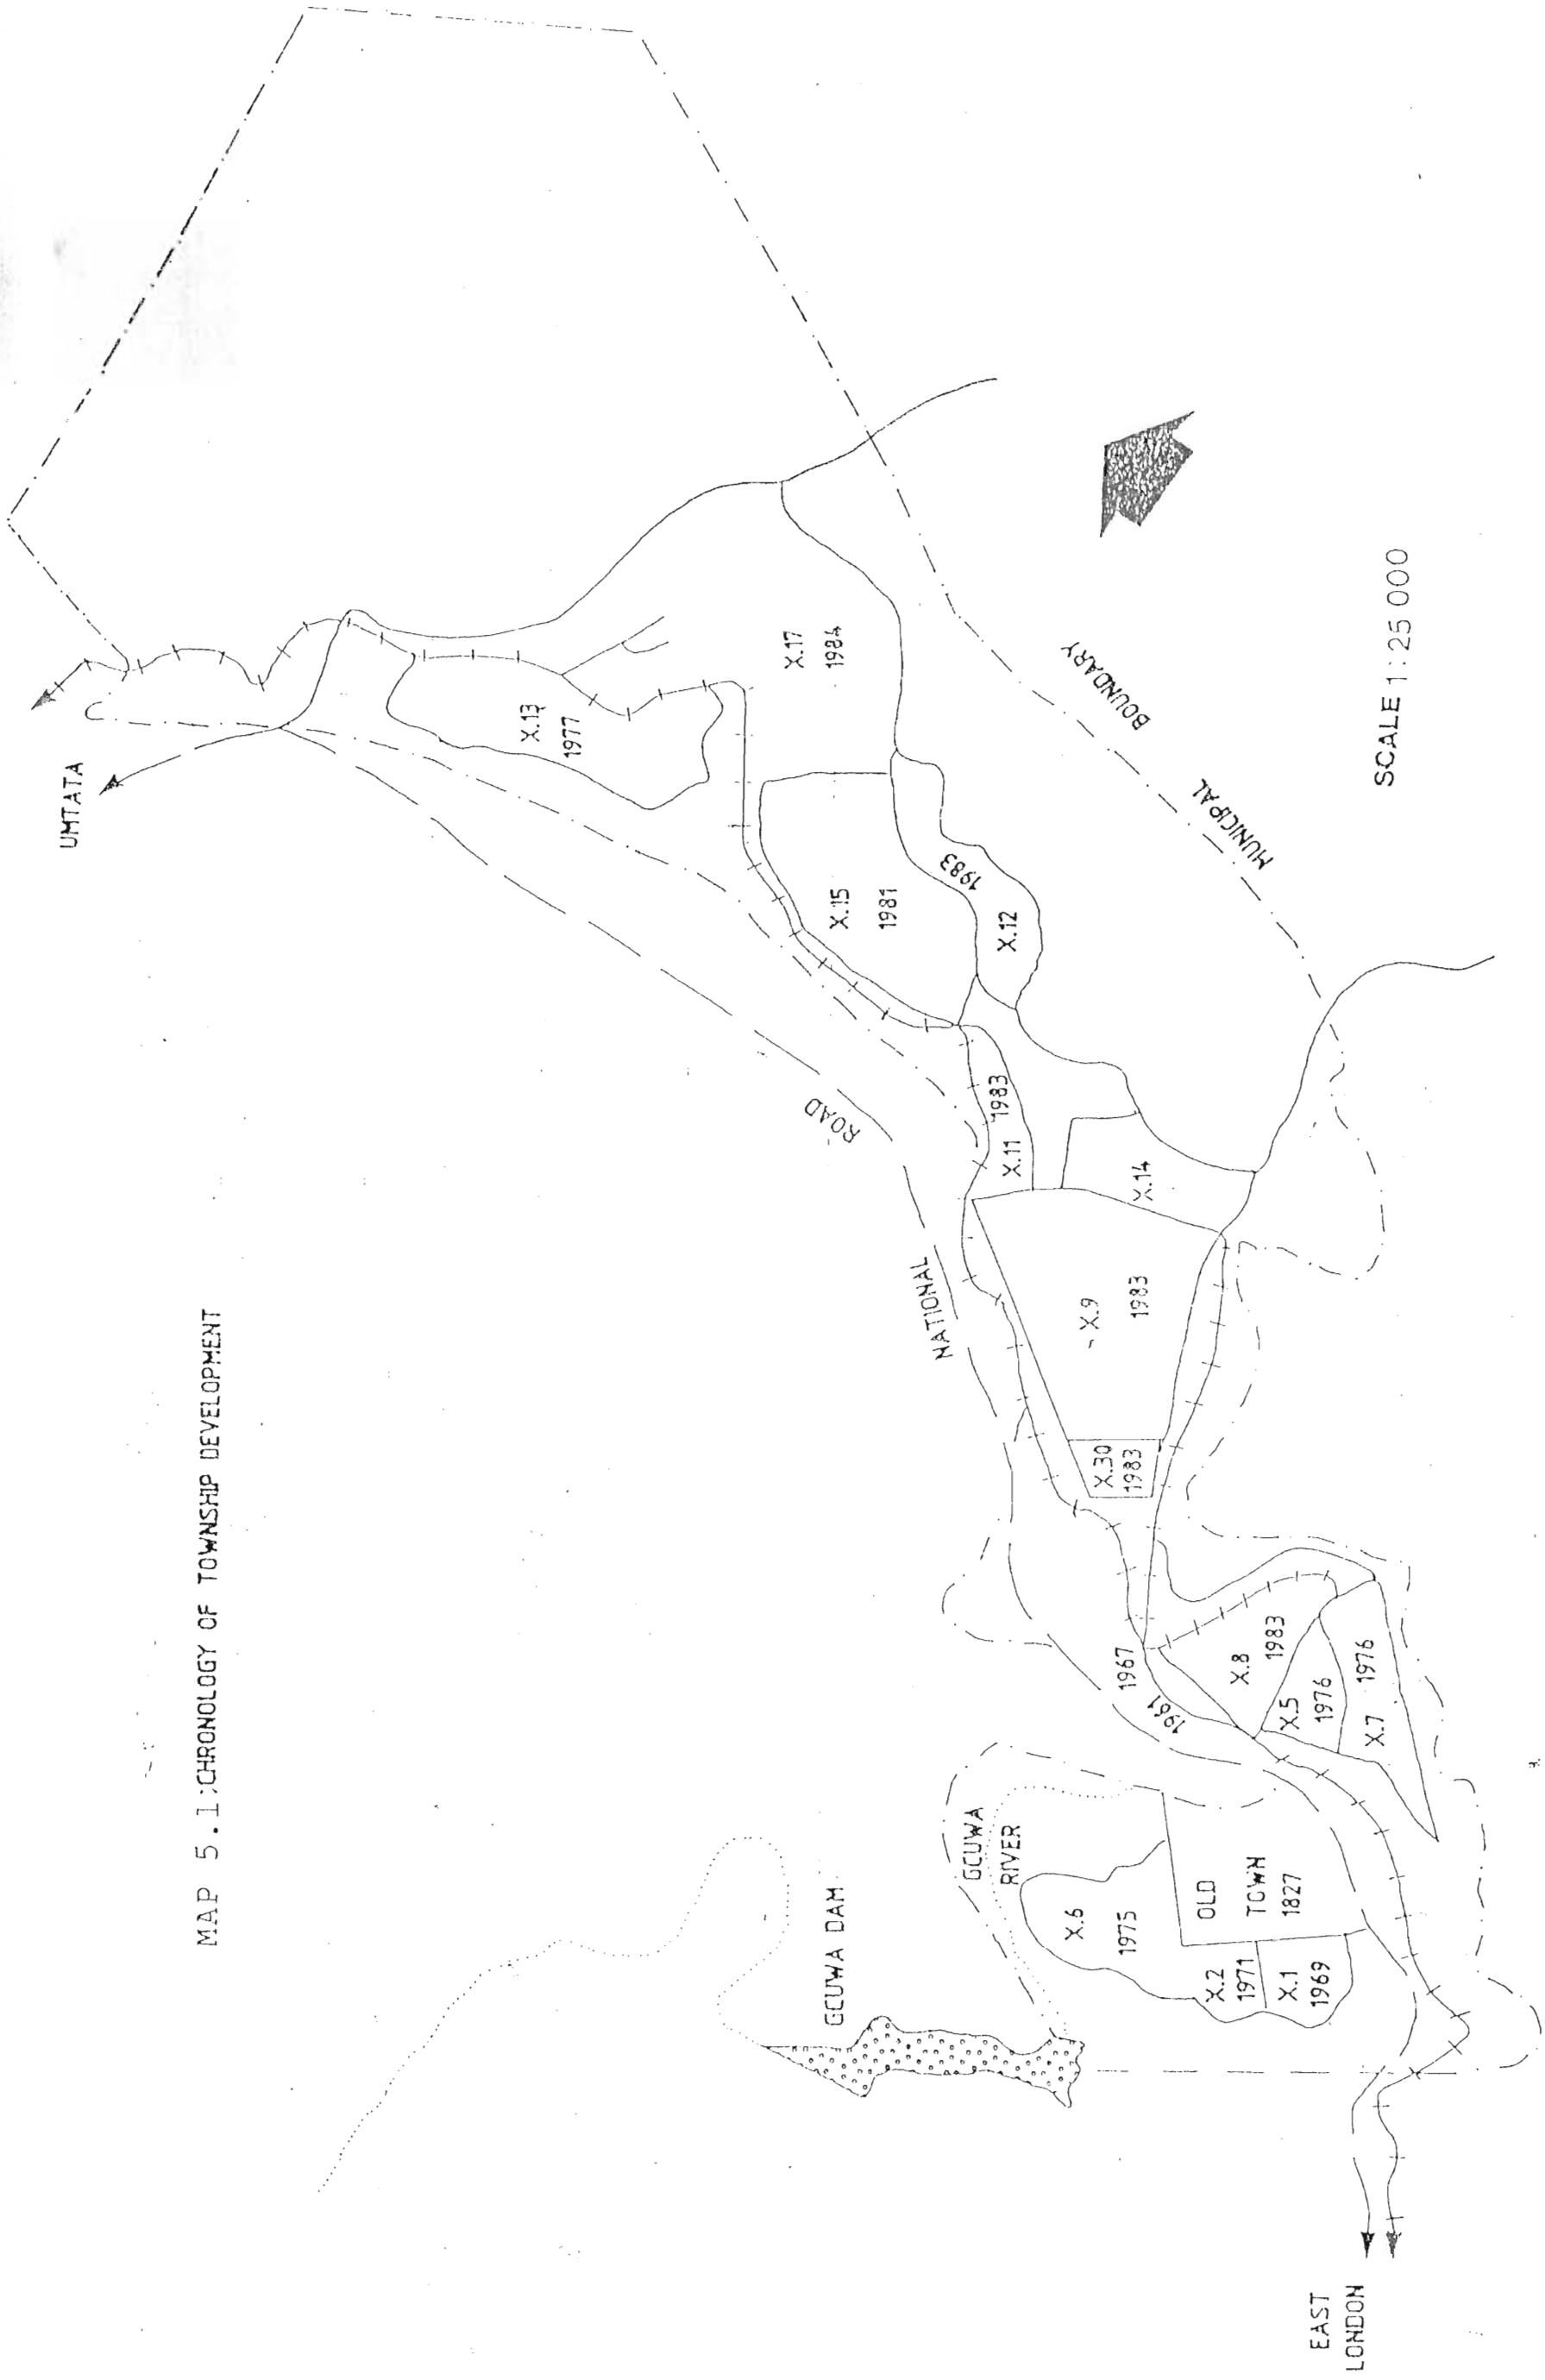 MAP 5.1:CHRONOLOGY OF TOWNSHIP DEVELOPMENT
UMTATA
X.13
1977
X.17
1984
X.15
1981
1983
X.12
BOUNDARY
MUNICIPAL
SCALE 1:25 000
ROAD
NATIONAL
X.11 1983
X.14
X.9
1983
X.30
1983
1967
1961
X.8
1983
X.5
1976
X.7 1976
GCUWA
RIVER
GCUWA DAM
X.6
1975
OLD
TOWN
1827
X.2
1971
X.1
1969
EAST
LONDON